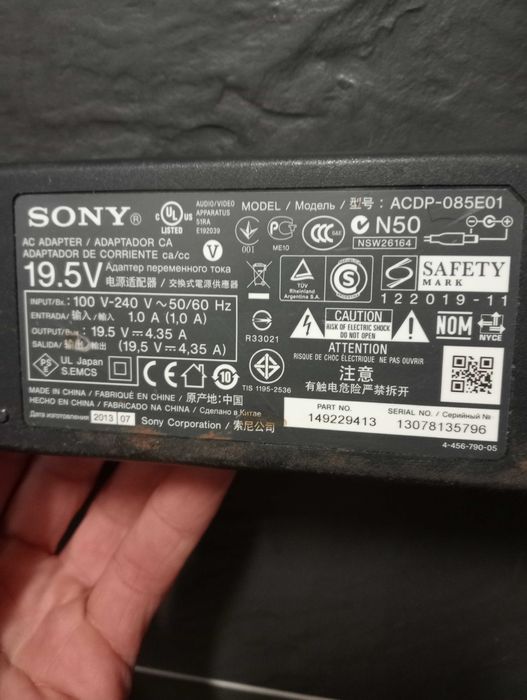 SONY®
C UL US
LISTED
AUDIO/VIDEO
APPARATUS
51RA
E192039
V
MODEL / Модель / 型号 : ACDP-085E01
001
ME10
CCC
S&E
N50
NSW26164
AC ADAPTER / ADAPTADOR CA
ADAPTADOR DE CORRIENTE ca/cc
19.5V Адаптер переменного тока
电源适配器 / 交換式電源供應器
TÜV
Rheinland
Argentina S.A.
S
SAFETY
MARK
122019-11
INPUT/Вх.: 100 V-240 V ~ 50/60 Hz
ENTRADA/ 输入/輸入 : 1.0 A (1,0 A)
OUTPUT/Вых.: 19.5 V ⎓ 4.35 A
SALIDA/ 输出/輸出 (19,5 V ⎓ 4,35 A)
R33021
CAUTION
RISK OF ELECTRIC SHOCK
DO NOT OPEN
NOM
NYCE
ATTENTION
RISQUE DE CHOC ÉLECTRIQUE NE PAS OUVRIR
PS
E
UL Japan
S.EMCS
CE
10
TIS 1195-2536
注意
有触电危险严禁拆开
MADE IN CHINA / FABRIQUÉ EN CHINE / 原产地:中国
HECHO EN CHINA / FABRICADO NA CHINA / Сделано в Китае
Дата изготовления 2013 07 Sony Corporation / 索尼公司
PART NO.
149229413
SERIAL NO. / Серийный №
13078135796
4-456-790-05